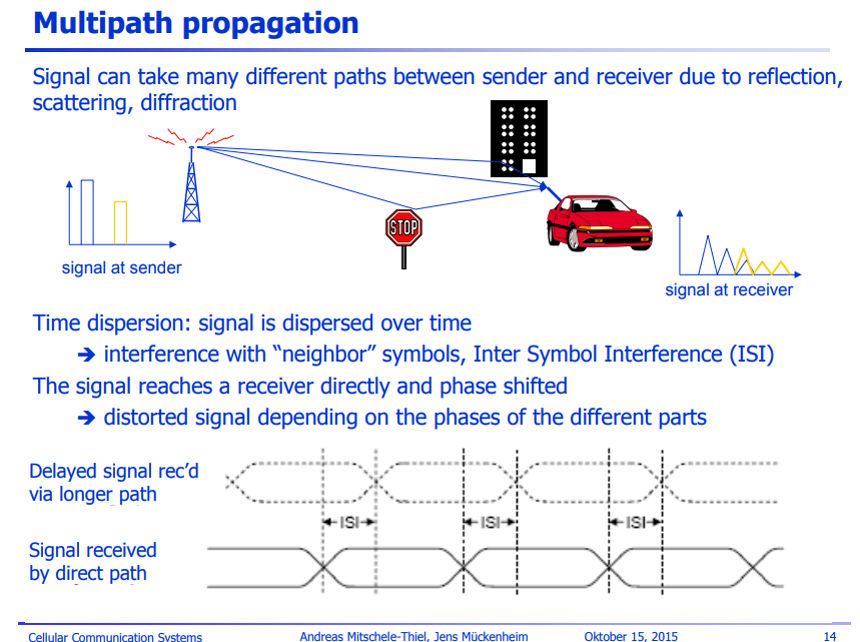 Multipath propagation
Signal can take many different paths between sender and receiver due to reflection,
scattering, diffraction
STOP
signal at sender
signal at receiver
Time dispersion: signal is dispersed over time
➔ interference with “neighbor” symbols, Inter Symbol Interference (ISI)
The signal reaches a receiver directly and phase shifted
➔ distorted signal depending on the phases of the different parts
Delayed signal rec’d
via longer path
ISI
ISI
ISI
Signal received
by direct path
Cellular Communication Systems
Andreas Mitschele-Thiel, Jens Mückenheim
Oktober 15, 2015
14